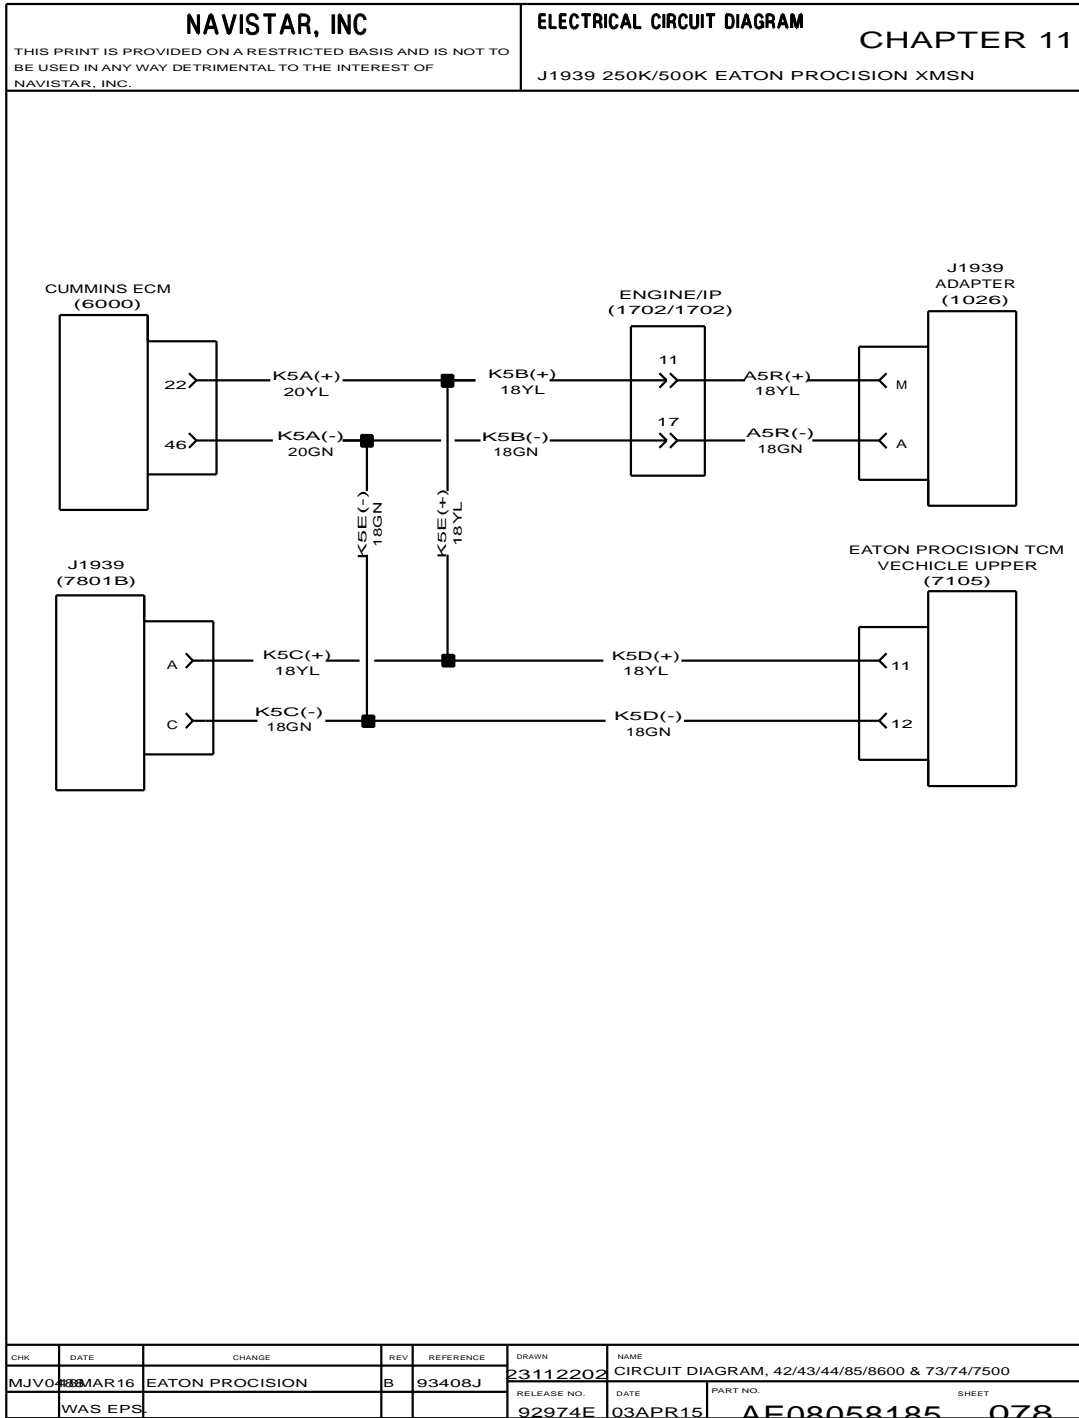 NAVISTAR, INC
THIS PRINT IS PROVIDED ON A RESTRICTED BASIS AND IS NOT TO
BE USED IN ANY WAY DETRIMENTAL TO THE INTEREST OF
NAVISTAR, INC.
ELECTRICAL CIRCUIT DIAGRAM
CHAPTER 11
J1939 250K/500K EATON PROCISION XMSN
CUMMINS ECM
(6000)
22
46
K5A(+)
20YL
K5A(-)
20GN
K5B(+)
18YL
K5B(-)
18GN
ENGINE/IP
(1702/1702)
11
17
A5R(+)
18YL
A5R(-)
18GN
J1939
ADAPTER
(1026)
M
A
K5E(-)
18GN
K5E(+)
18YL
J1939
(7801B)
A
C
K5C(+)
18YL
K5C(-)
18GN
K5D(+)
18YL
K5D(-)
18GN
EATON PROCISION TCM
VECHICLE UPPER
(7105)
11
12
CHK DATE CHANGE REV REFERENCE
EATON PROCISION B 93408J
WAS EPS
DRAWN
23112202
NAME
CIRCUIT DIAGRAM, 42/43/44/85/8600 & 73/74/7500
RELEASE NO.
92974E
DATE
03APR15
PART NO.
AE08058185
SHEET
078